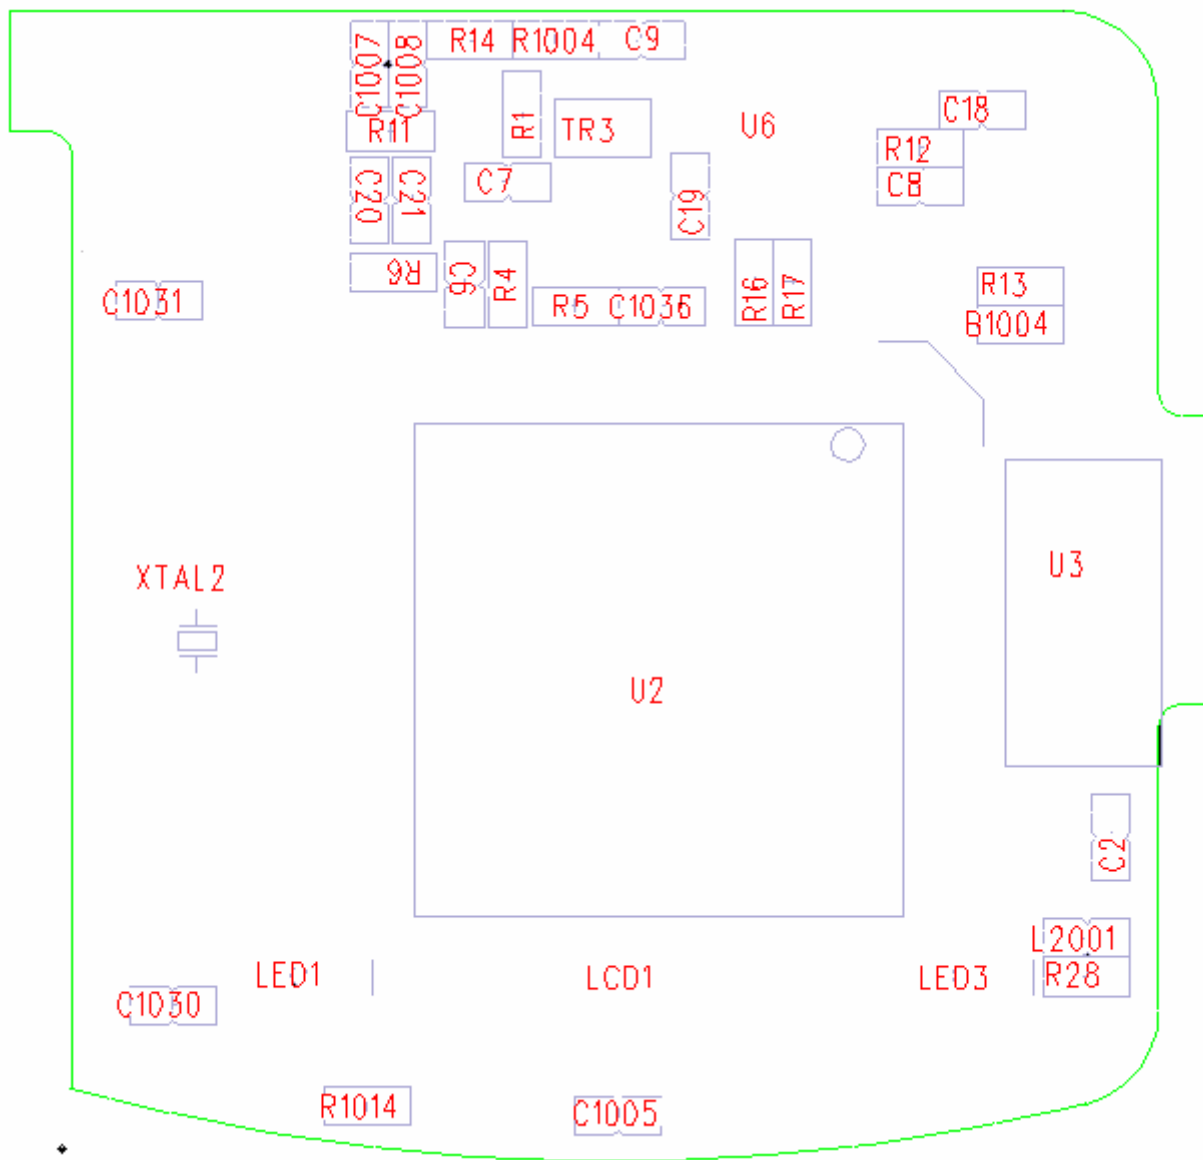 C1007
C1008
R14
R1004
C9
R11
R1
TR3
U6
C18
R12
C20
C21
C7
C19
C8
R6
C6
R4
R5
C1036
R16
R17
R13
B1004
C1031
XTAL2
U3
U2
C2
L2001
LED1
LCD1
LED3
R28
C1030
R1014
C1005